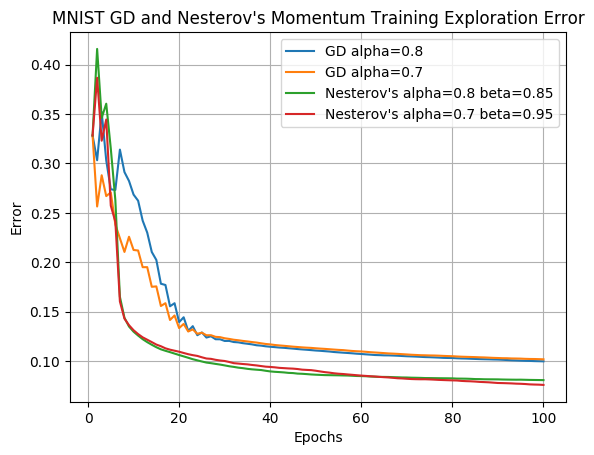 MNIST GD and Nesterov's Momentum Training Exploration Error
GD alpha=0.8
GD alpha=0.7
Nesterov's alpha=0.8 beta=0.85
Nesterov's alpha=0.7 beta=0.95
Error
0.40
0.35
0.30
0.25
0.20
0.15
0.10
0
20
40
60
80
100
Epochs